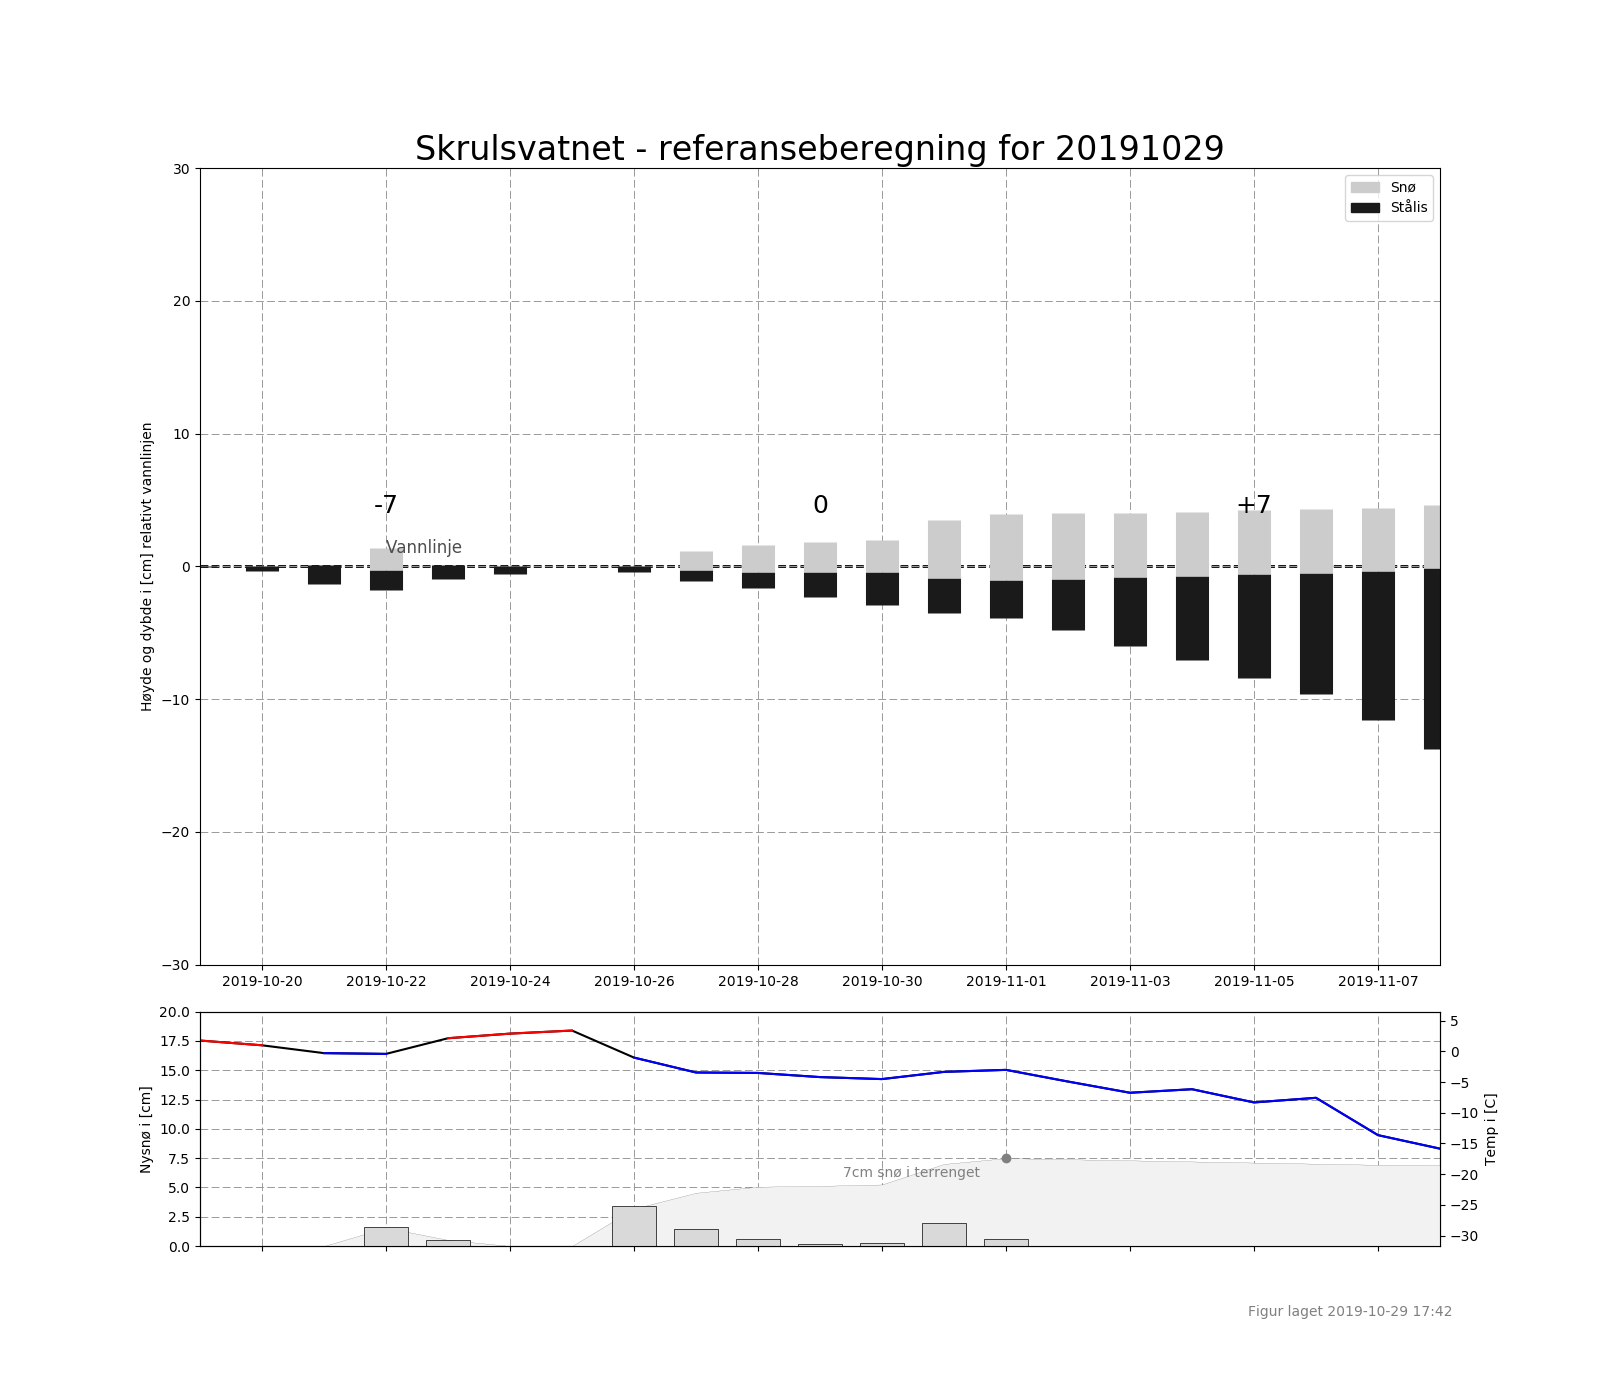 Skrulsvatnet - referanseberegning for 20191029
30
20
10
0
−10
−20
−30
Høyde og dybde i [cm] relativt vannlinjen
Snø
Stålis
-7
0
+7
Vannlinje
2019-10-20 2019-10-22 2019-10-24 2019-10-26 2019-10-28 2019-10-30 2019-11-01 2019-11-03 2019-11-05 2019-11-07
20.0
17.5
15.0
12.5
10.0
7.5
5.0
2.5
0.0
Nysnø i [cm]
7cm snø i terrenget
5
0
−5
−10
−15
−20
−25
−30
Temp i [C]
Figur laget 2019-10-29 17:42